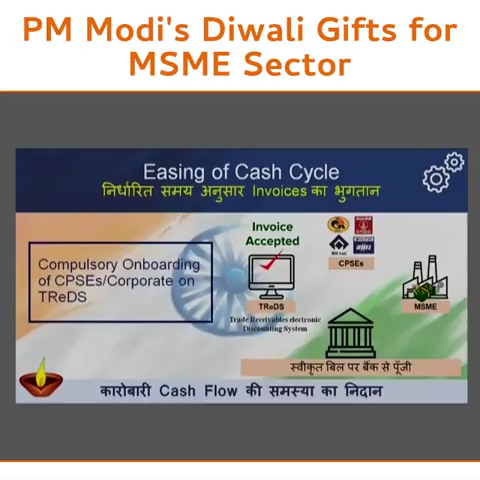 PM Modi's Diwali Gifts for
MSME Sector
Easing of Cash Cycle
निर्धारित समय अनुसार Invoices का भुगतान
Invoice
Accepted
CPSEs
Compulsory Onboarding
of CPSEs/Corporate on
TReDS
TReDS
MSME
Trade Receivables electronic
Discounting System
स्वीकृत बिल पर बैंक से पूँजी
कारोबारी Cash Flow की समस्या का निदान